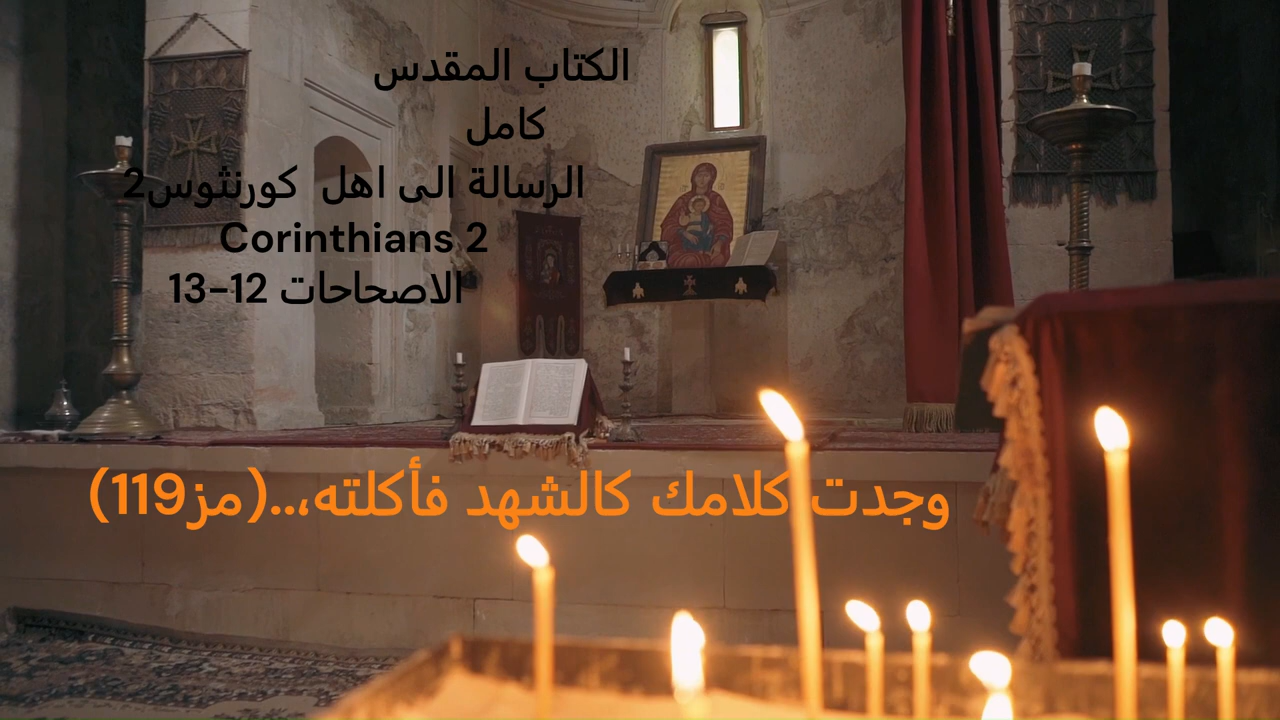 الكتاب المقدس
كامل
الرسالة الى اهل كورنثوس2
Corinthians 2
الاصحاحات 12-13
وجدت كلامك كالشهد فأكلته،..(مز119)